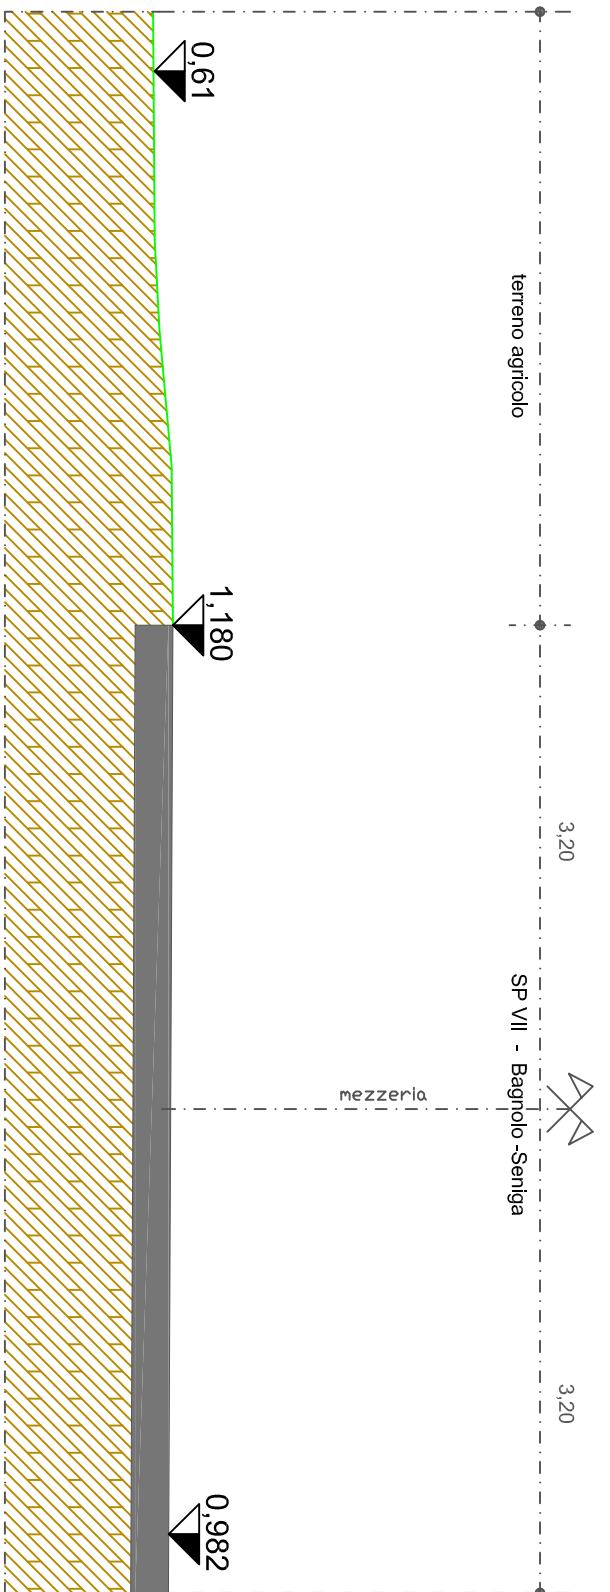 0,61
terreno agricolo
1,180
3,20
SP VII - Bagnolo -Seniga
mezzeria
3,20
0,982